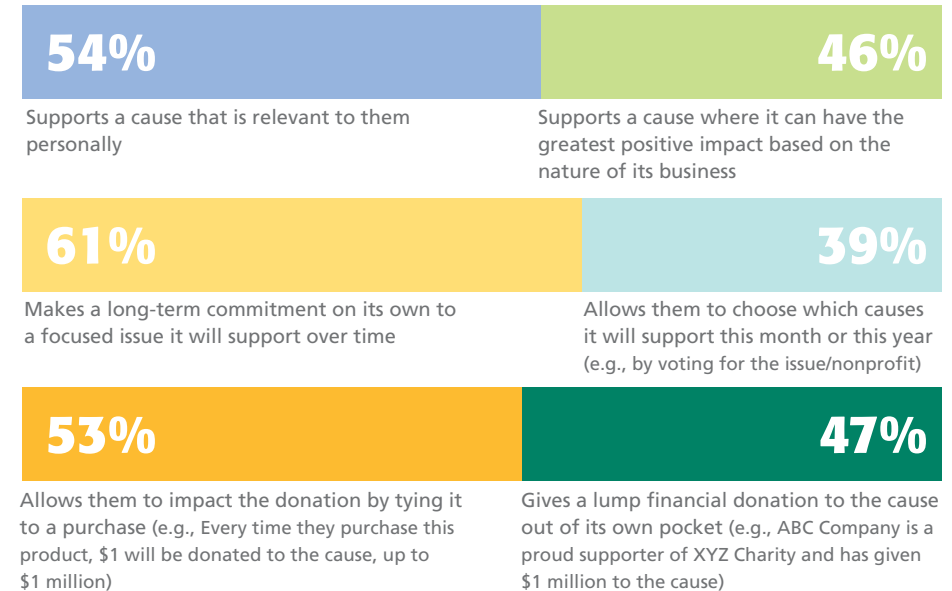 54%
46%
Supports a cause that is relevant to them
personally
Supports a cause where it can have the
greatest positive impact based on the
nature of its business
61%
39%
Makes a long-term commitment on its own to
a focused issue it will support over time
Allows them to choose which causes
it will support this month or this year
(e.g., by voting for the issue/nonprofit)
53%
47%
Allows them to impact the donation by tying it
to a purchase (e.g., Every time they purchase this
product, $1 will be donated to the cause, up to
$1 million)
Gives a lump financial donation to the cause
out of its own pocket (e.g., ABC Company is a
proud supporter of XYZ Charity and has given
$1 million to the cause)